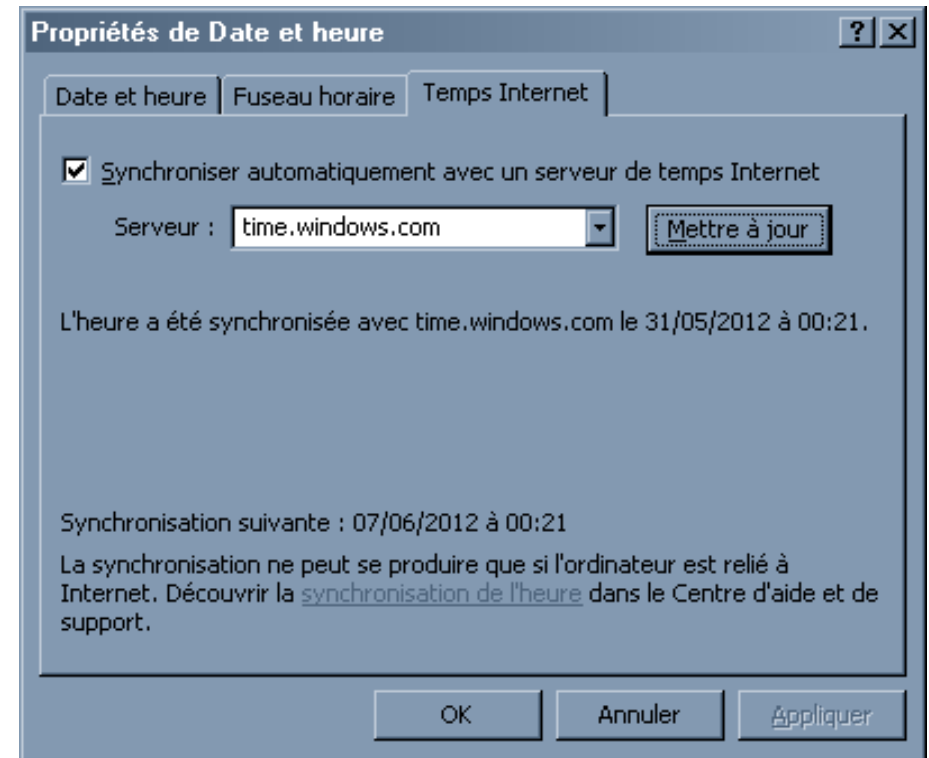 Propriétés de Date et heure
Date et heure
Fuseau horaire
Temps Internet
Synchroniser automatiquement avec un serveur de temps Internet
Serveur : time.windows.com Mettre à jour
L'heure a été synchronisée avec time.windows.com le 31/05/2012 à 00:21.
Synchronisation suivante : 07/06/2012 à 00:21
La synchronisation ne peut se produire que si l'ordinateur est relié à
Internet. Découvrir la synchronisation de l'heure dans le Centre d'aide et de
support.
OK Annuler Appliquer